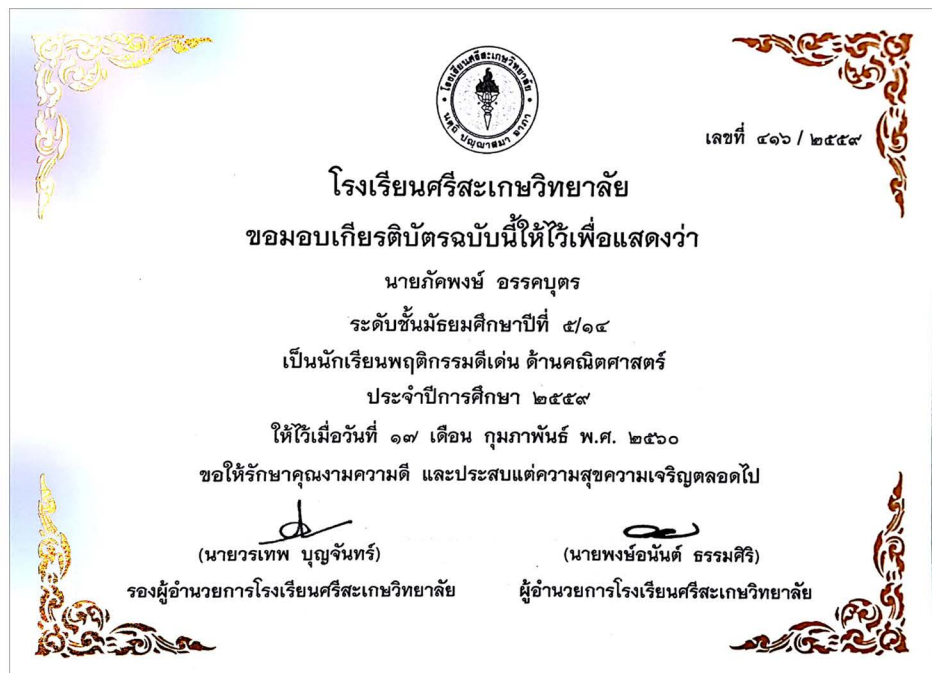 โรงเรียนศรีสะเกษวิทยาลัย
นตฺถิ ปญฺญาสมา อาภา
เลขที่ ๔๑๖ / ๒๕๕๙
โรงเรียนศรีสะเกษวิทยาลัย
ขอมอบเกียรติบัตรฉบับนี้ให้ไว้เพื่อแสดงว่า
นายภัคพงษ์ อรรคบุตร
ระดับชั้นมัธยมศึกษาปีที่ ๕/๑๔
เป็นนักเรียนพฤติกรรมดีเด่น ด้านคณิตศาสตร์
ประจำปีการศึกษา ๒๕๕๙
ให้ไว้เมื่อวันที่ ๑๗ เดือน กุมภาพันธ์ พ.ศ. ๒๕๖๐
ขอให้รักษาคุณงามความดี และประสบแต่ความสุขความเจริญตลอดไป
(นายวรเทพ บุญจันทร์) (นายพงษ์อนันต์ ธรรมศิริ)
รองผู้อำนวยการโรงเรียนศรีสะเกษวิทยาลัย ผู้อำนวยการโรงเรียนศรีสะเกษวิทยาลัย